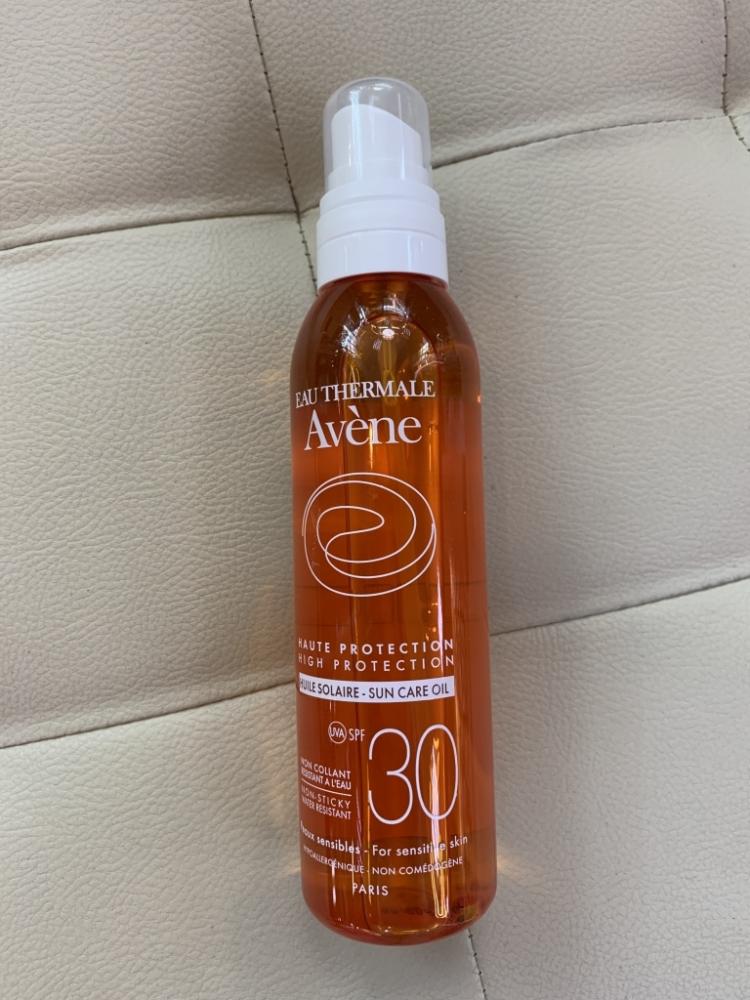 EAU THERMALE
Avène
HAUTE PROTECTION
HIGH PROTECTION
HUILE SOLAIRE - SUN CARE OIL
UVA SPF 30
NON COLLANT
RÉSISTANT A L'EAU
NON-STICKY
WATER RESISTANT
Peaux sensibles - For sensitive skin
HYPOALLERGÉNIQUE - NON COMÉDOGÈNE
PARIS